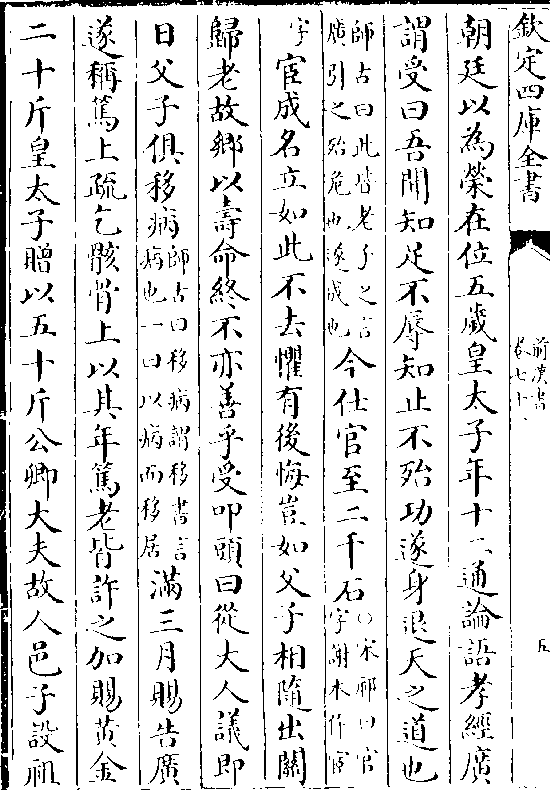 欽定四庫全書
前漢書
卷七十一
五
朝廷以為榮在位五歲皇太子年十二通論語孝經廣
謂受曰吾聞知足不辱知止不殆功遂身退天之道也
師古曰此皆老子之言
廣引之殆危也遂成也
今仕官至二千石
○宋祁曰官
字謝本作宦
字
宦成名立如此不去懼有後悔豈如父子相隨出關
歸老故鄉以壽命終不亦善乎受叩頭曰從大人議即
日父子俱移病
師古曰移病謂移書言
病也一曰以病而移居
滿三月賜告廣
遂稱篤上疏乞骸骨上以其年篤老皆許之加賜黃金
二十斤皇太子贈以五十斤公卿大夫故人邑子設祖